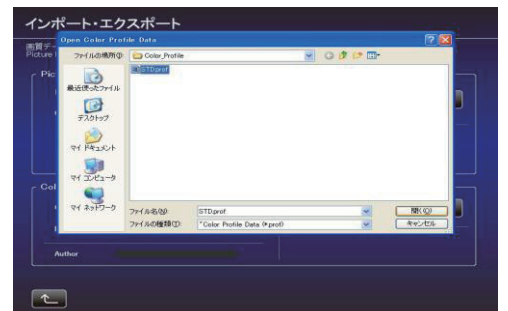 インポート・エクスポート
画質デー
Picture
Open Color Profile Data
ファイルの場所(I):
Color_Profile
Pic
STD.prof
最近使ったファイル
デスクトップ
マイ ドキュメント
マイ コンピュータ
Col
マイ ネットワーク
ファイル名(N):
STD.prof
開く(O)
ファイルの種類(T):
*Color Profile Data (*.prof)
キャンセル
Author